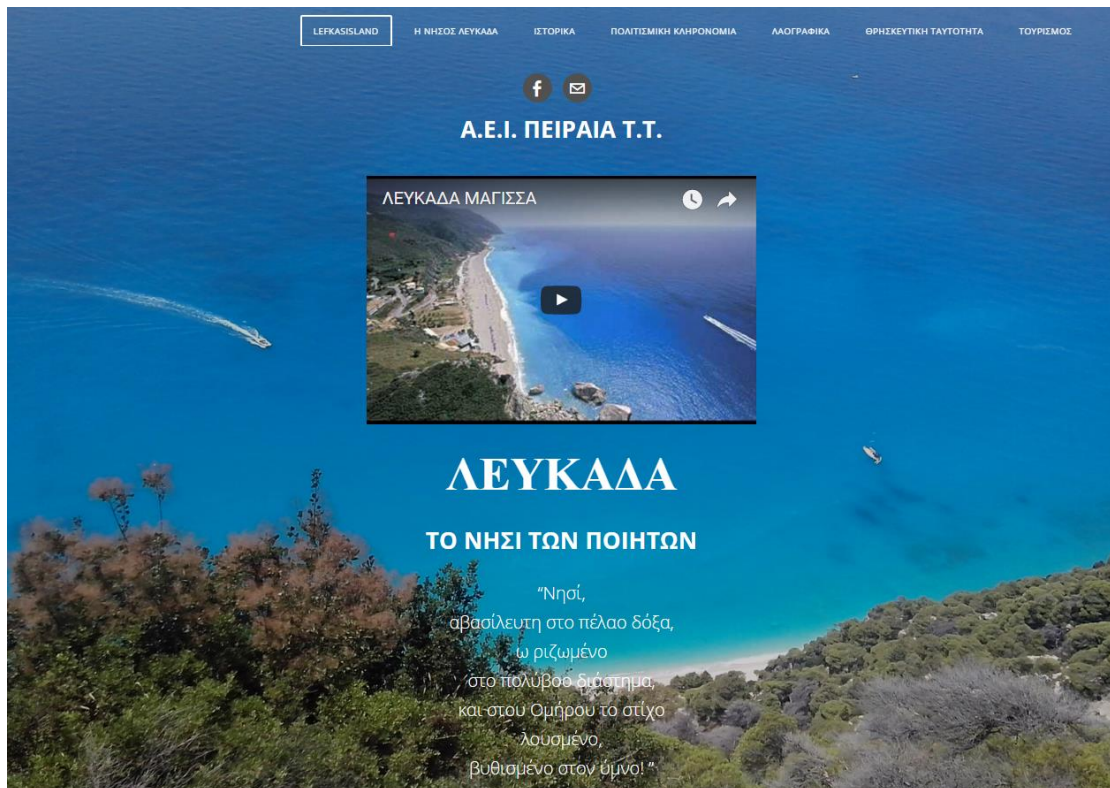 LEFKASISLAND
Η ΝΗΣΟΣ ΛΕΥΚΑΔΑ
ΙΣΤΟΡΙΚΑ
ΠΟΛΙΤΙΣΜΙΚΗ ΚΛΗΡΟΝΟΜΙΑ
ΛΑΟΓΡΑΦΙΚΑ
ΘΡΗΣΚΕΥΤΙΚΗ ΤΑΥΤΟΤΗΤΑ
ΤΟΥΡΙΣΜΟΣ
Α.Ε.Ι. ΠΕΙΡΑΙΑ Τ.Τ.
ΛΕΥΚΑΔΑ ΜΑΓΙΣΣΑ
ΛΕΥΚΑΔΑ
ΤΟ ΝΗΣΙ ΤΩΝ ΠΟΙΗΤΩΝ
“Νησί,
αβασίλευτη στο πέλαο δόξα,
ω ριζωμένο
στο πολύβοο διάστημα,
και στου Ομήρου το στίχο
λουσμένο,
βυθισμένο στον ύμνο! “